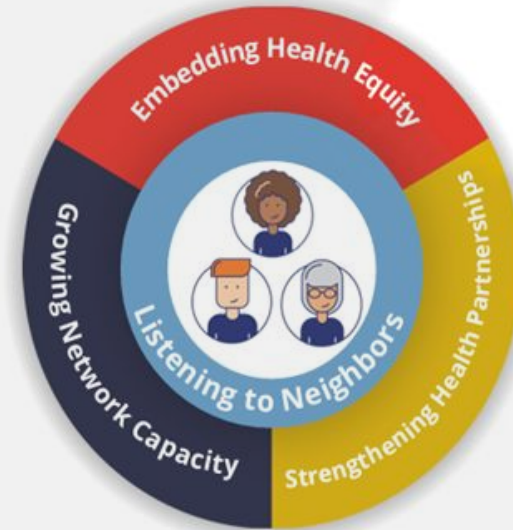 Embedding Health Equity
Strengthening Health Partnerships
Growing Network Capacity
Listening to Neighbors